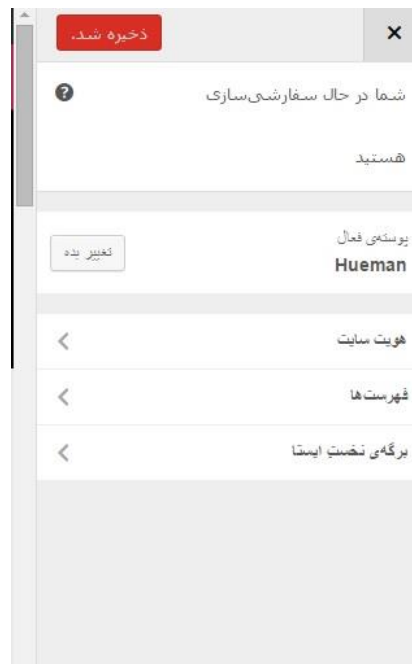 ذخیره شد.
شما در حال سفارشی‌سازی
هستید
پوسته‌ی فعال
Hueman
تغییر بده
هویت سایت
فهرست‌ها
برگه‌ی نخستِ ایستا